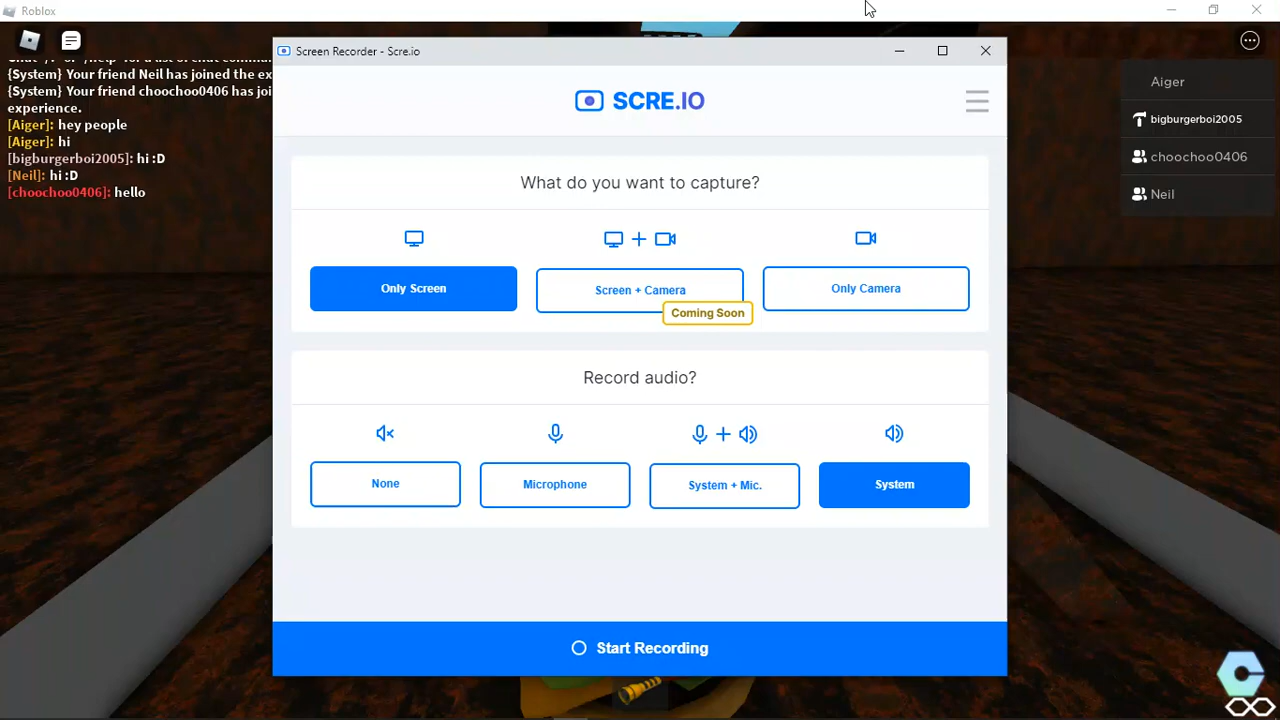 Roblox
Screen Recorder - Scre.io
{System} Your friend Neil has joined the ex
{System} Your friend choochoo0406 has joi
experience.
[Aiger]: hey people
[Aiger]: hi
[bigburgerboi2005]: hi :D
[Neil]: hi :D
[choochoo0406]: hello
SCRE.IO
What do you want to capture?
Only Screen
Screen + Camera
Only Camera
Coming Soon
Record audio?
None
Microphone
System + Mic.
System
Start Recording
Aiger
bigburgerboi2005
choochoo0406
Neil